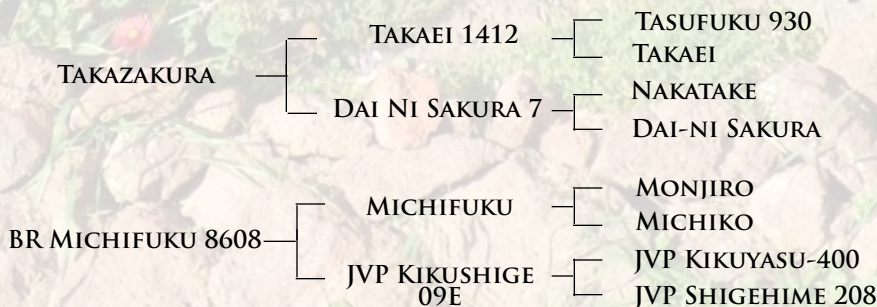 Takazakura
Takaei 1412
Tasufuku 930
Takaei
Dai Ni Sakura 7
Nakatake
Dai-ni Sakura
BR Michifuku 8608
Michifuku
Monjiro
Michiko
JVP Kikushige
09E
JVP Kikuyasu-400
JVP Shigehime 208